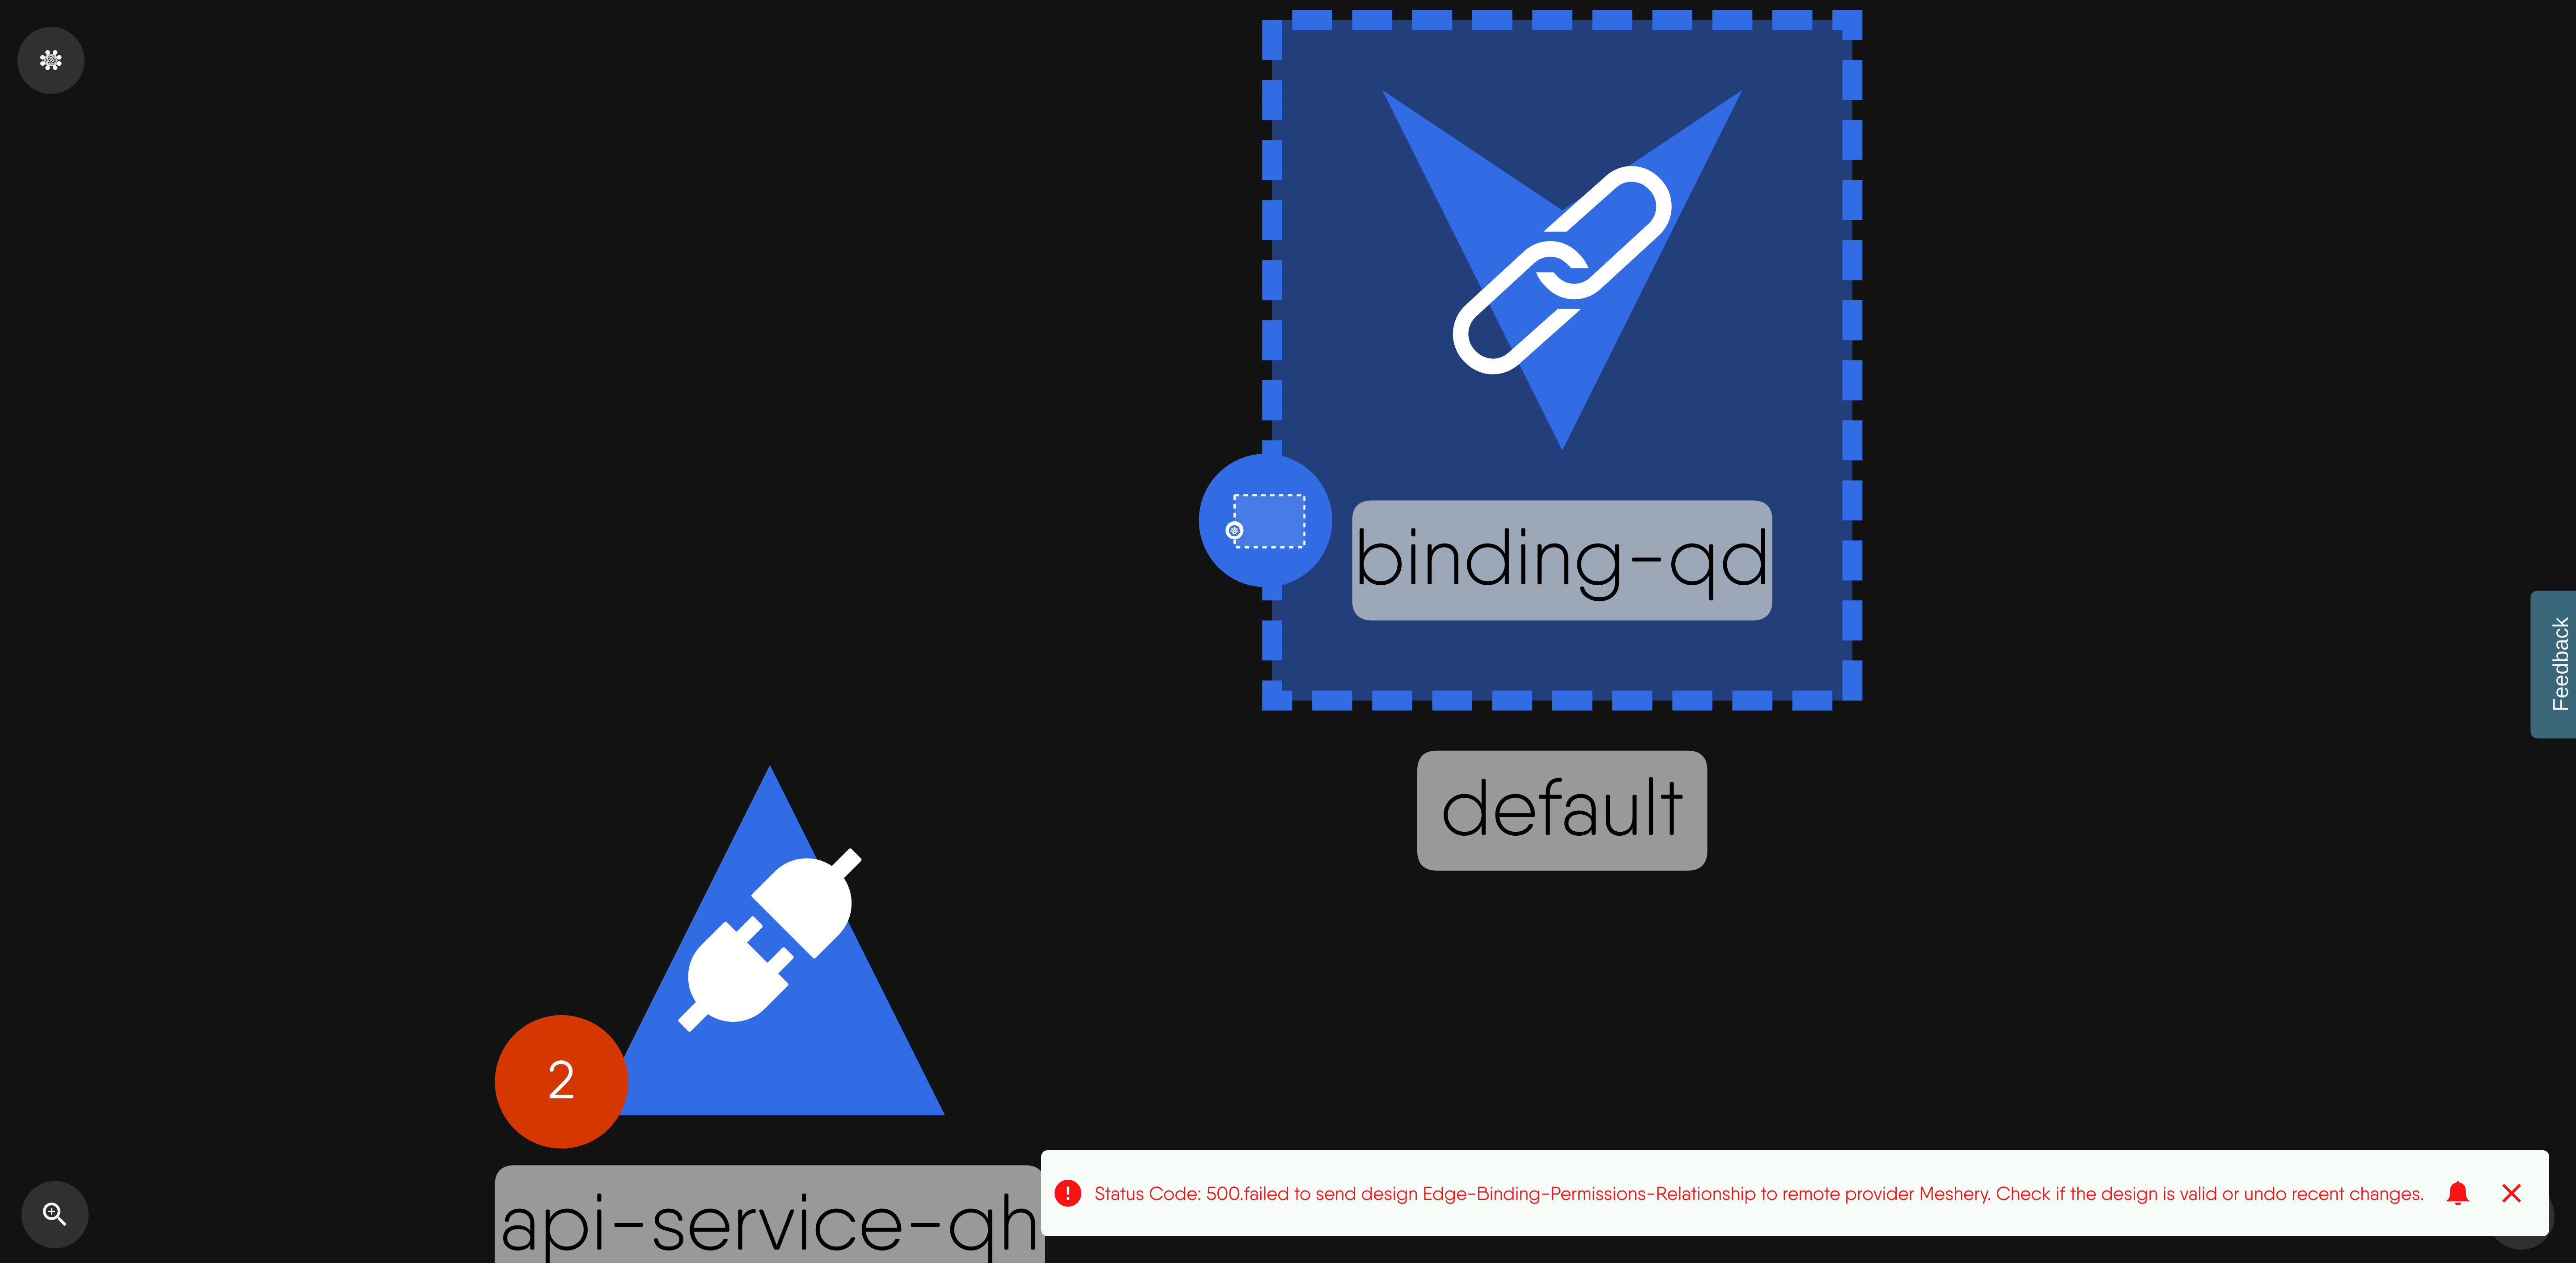 binding-qd
default
Feedback
2
api-service-qh
Status Code: 500.failed to send design Edge-Binding-Permissions-Relationship to remote provider Meshery. Check if the design is valid or undo recent changes.